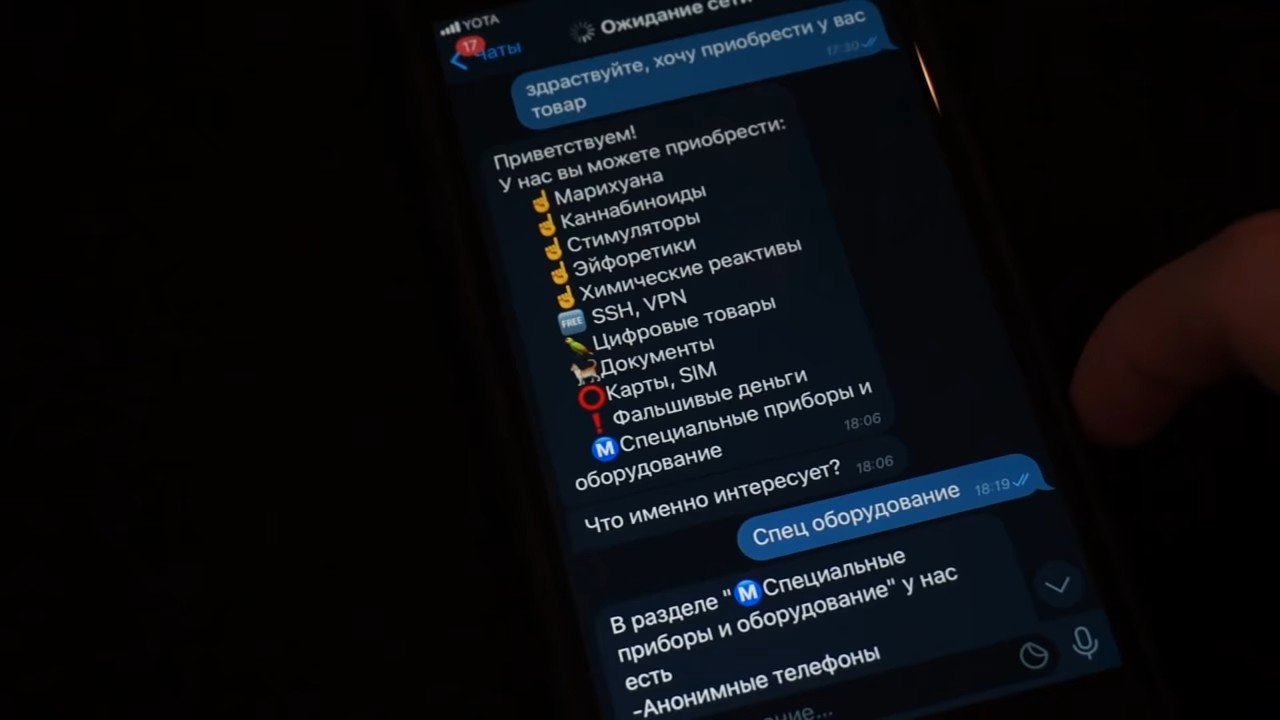 YOTA
Ожидание сети
17
Чаты
здраствуйте, хочу приобрести у вас
товар
17:30
Приветствуем!
У нас вы можете приобрести:
☝️Марихуана
☝️Каннабиноиды
☝️Стимуляторы
☝️Эйфоретики
☝️Химические реактивы
🆓 SSH, VPN
🦜Цифровые товары
🐈Документы
⭕Карты, SIM
❗Фальшивые деньги
Ⓜ️Специальные приборы и
оборудование
18:06
Что именно интересует?
18:06
Спец оборудование
18:19
В разделе "Ⓜ️Специальные
приборы и оборудование" у нас
есть
-Анонимные телефоны